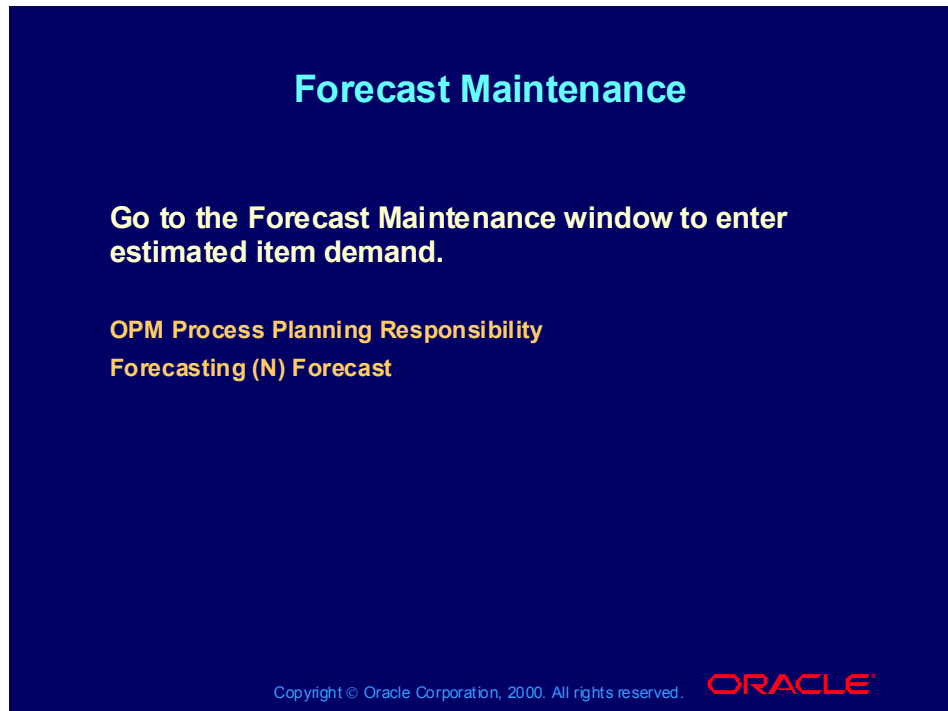 Forecast Maintenance
Go to the Forecast Maintenance window to enter
estimated item demand.
OPM Process Planning Responsibility
Forecasting (N) Forecast
Copyright © Oracle Corporation, 2000. All rights reserved.
ORACLE®